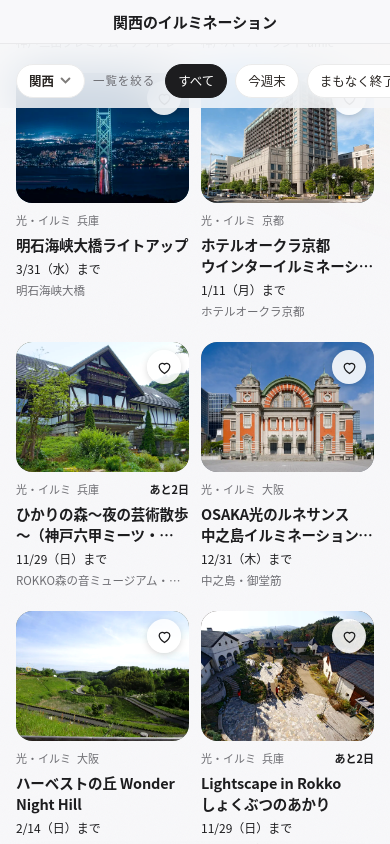 関西のイルミネーション
関西
一覧を絞る
すべて
今週末
まもなく終了
光・イルミ 兵庫
明石海峡大橋ライトアップ
3/31（水）まで
明石海峡大橋
光・イルミ 京都
ホテルオークラ京都
ウインターイルミネーシ…
1/11（月）まで
ホテルオークラ京都
光・イルミ 兵庫
あと2日
ひかりの森〜夜の芸術散歩
〜（神戸六甲ミーツ・…
11/29（日）まで
ROKKO森の音ミュージアム・…
光・イルミ 大阪
OSAKA光のルネサンス
中之島イルミネーション…
12/31（木）まで
中之島・御堂筋
光・イルミ 大阪
ハーベストの丘 Wonder
Night Hill
2/14（日）まで
光・イルミ 兵庫
あと2日
Lightscape in Rokko
しょくぶつのあかり
11/29（日）まで